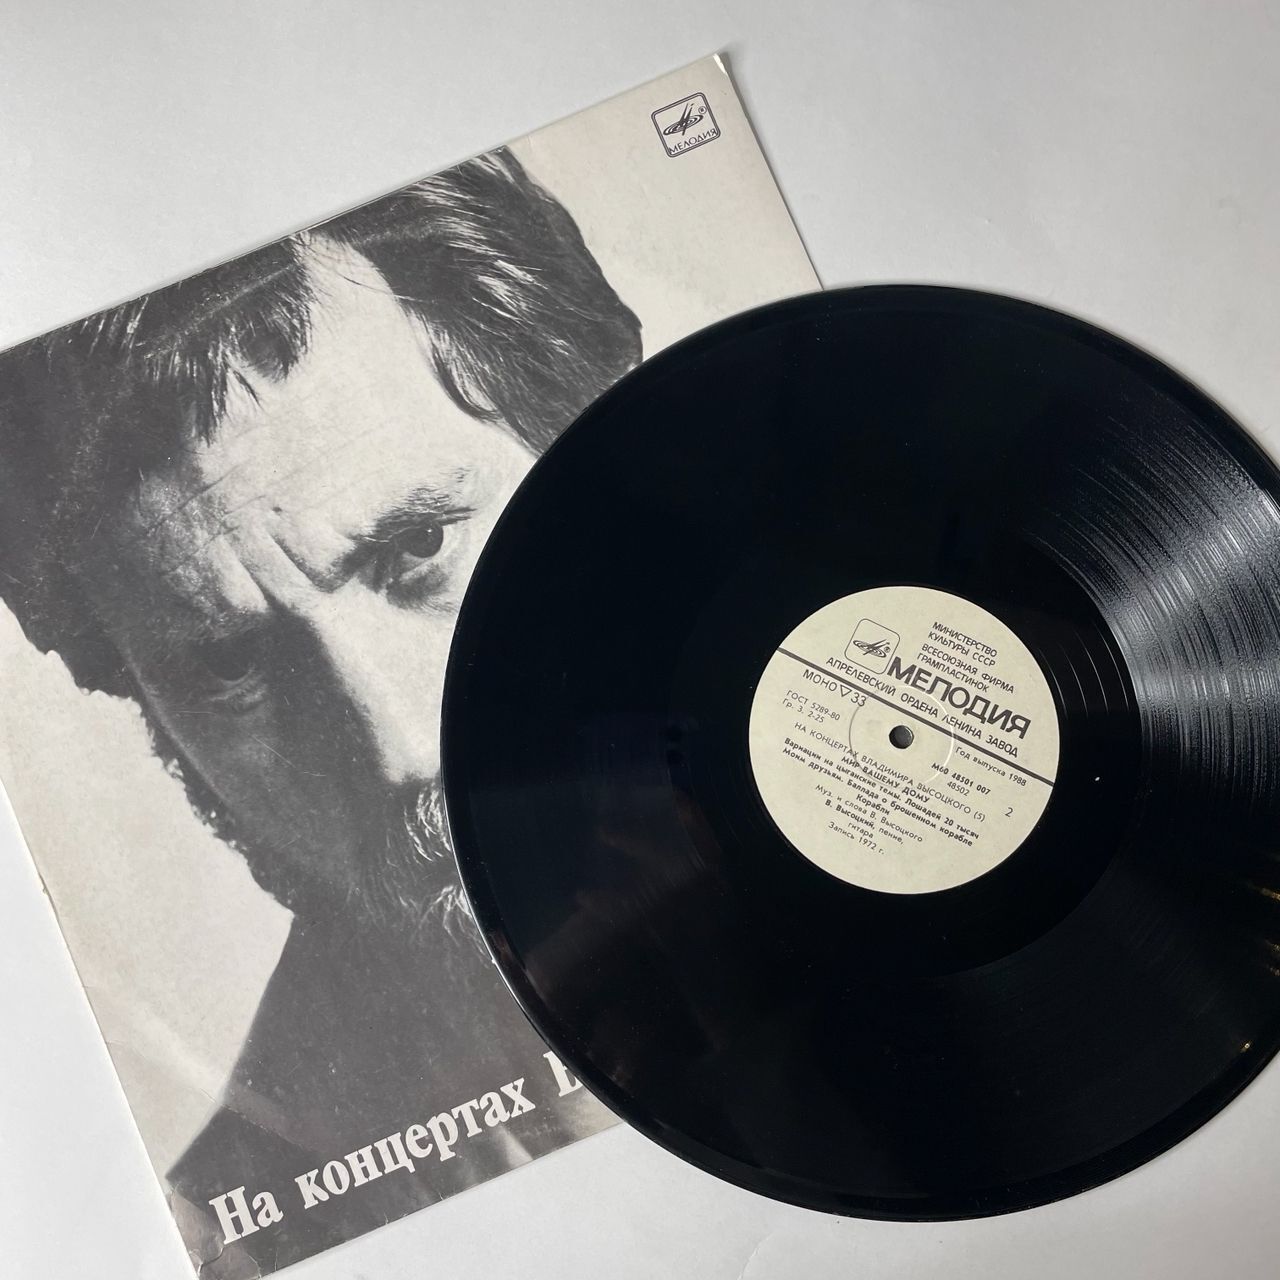 МЕЛОДИЯ
На концертах В
МИНИСТЕРСТВО
КУЛЬТУРЫ СССР
ВСЕСОЮЗНАЯ ФИРМА
ГРАМПЛАСТИНОК
МЕЛОДИЯ
АПРЕЛЕВСКИЙ ОРДЕНА ЛЕНИНА ЗАВОД
МОНО ▽ 33
ГОСТ 5289-80
Гр. 3. 2-25
Год выпуска 1988
М60 48501 007
48502
2
НА КОНЦЕРТАХ ВЛАДИМИРА ВЫСОЦКОГО (5)
МИР ВАШЕМУ ДОМУ
Вариации на цыганские темы. Лошадей 20 тысяч
Моим друзьям. Баллада о брошенном корабле
Корабли
Муз. и слова В. Высоцкого
В. Высоцкий, пение,
гитара
Запись 1972 г.